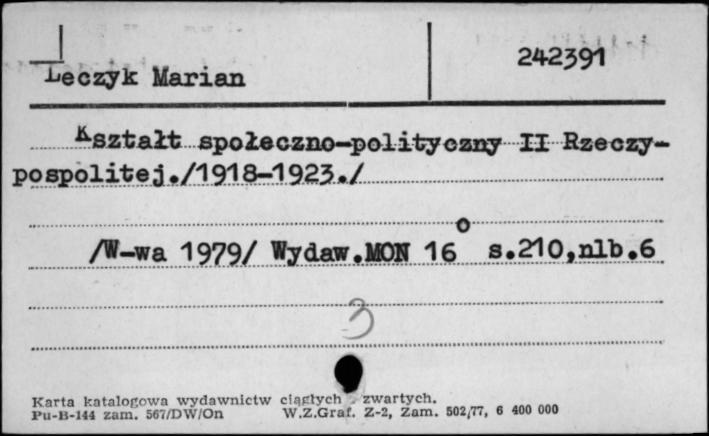 242391
Leczyk Marian
Kształt społeczno-polityczny II Rzeczy-
pospolitej./1918-1923./
/W-wa 1979/ Wydaw.MON 16° s.210,nlb.6
3
Karta katalogowa wydawnictw ciągłych zwartych.
Pu-B-144 zam. 567/DW/On W.Z.Graf. Z-2, Zam. 502/77, 6 400 000